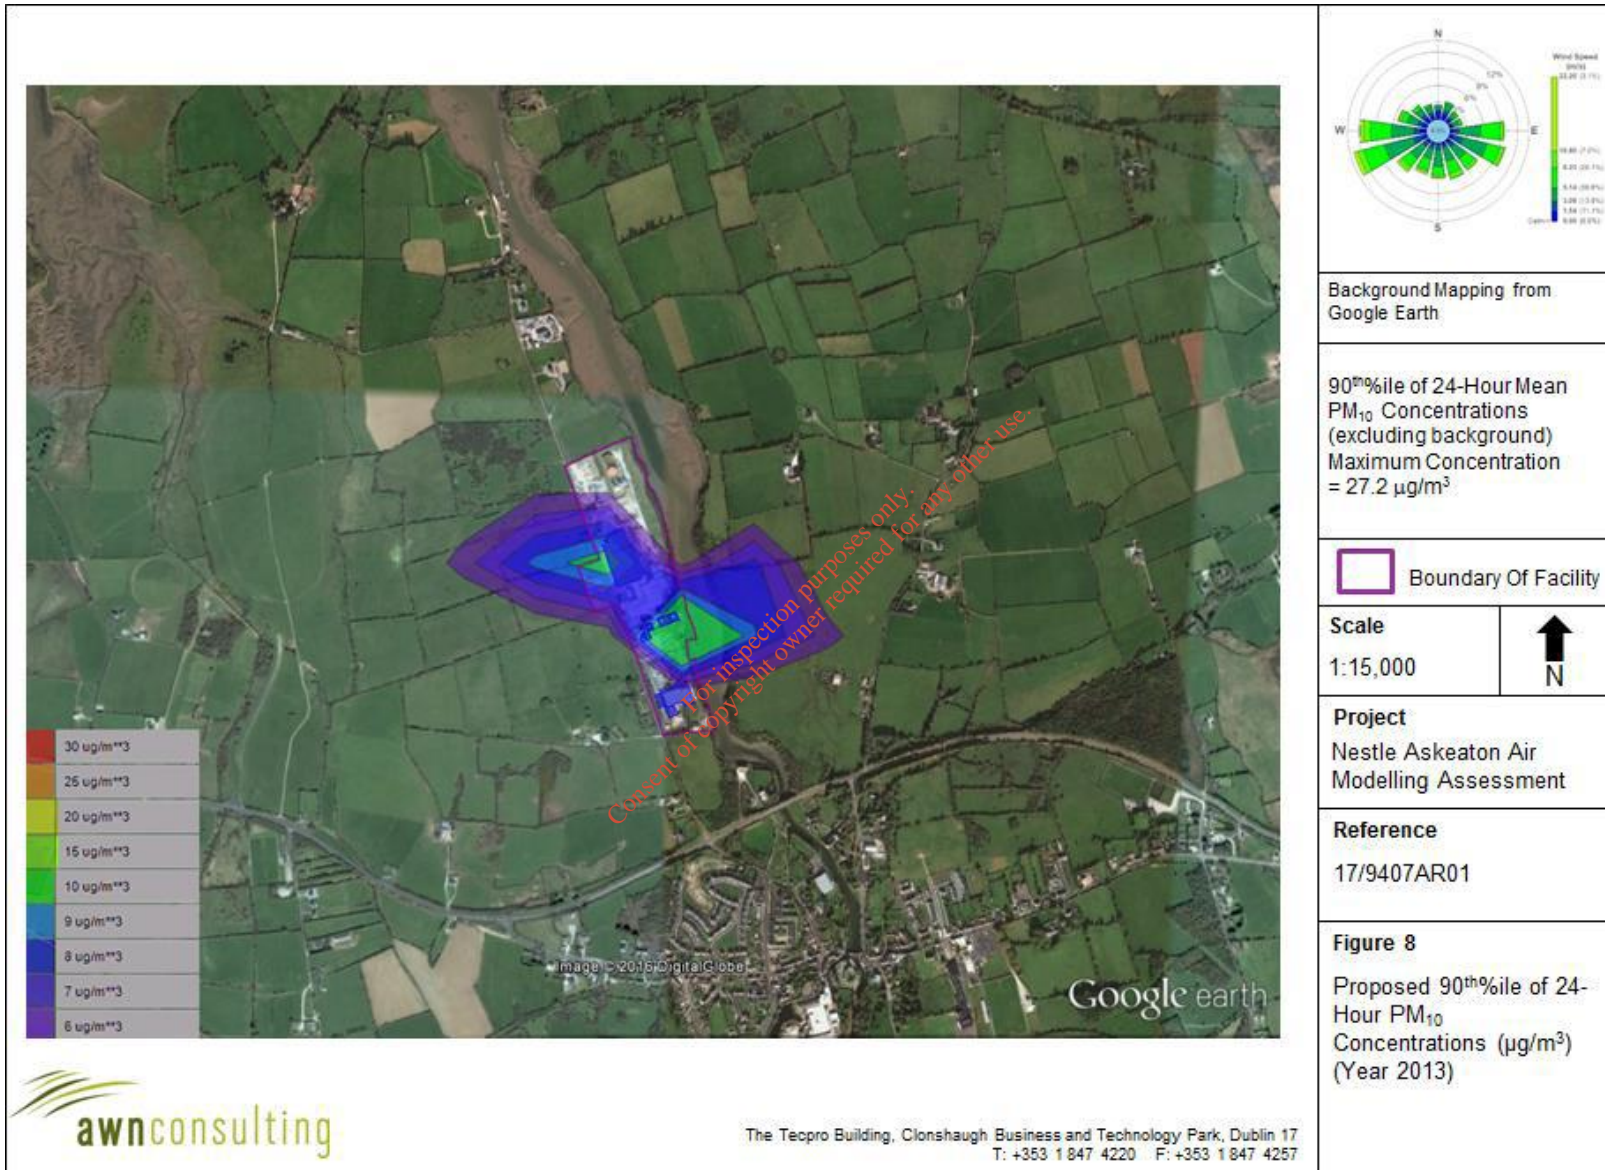 N
W
E
S
12%
9%
6%
Wind Speed
Background Mapping from
Google Earth
90th%ile of 24-Hour Mean
PM10 Concentrations
(excluding background)
Maximum Concentration
= 27.2 µg/m3
Boundary Of Facility
Scale
1:15,000
N
Project
Nestle Askeaton Air
Modelling Assessment
Reference
17/9407AR01
Figure 8
Proposed 90th%ile of 24-
Hour PM10
Concentrations (µg/m3)
(Year 2013)
For inspection purposes only.
Consent of copyright owner required for any other use.
30 ug/m**3
25 ug/m**3
20 ug/m**3
15 ug/m**3
10 ug/m**3
9 ug/m**3
8 ug/m**3
7 ug/m**3
6 ug/m**3
Image © 2016 DigitalGlobe
Google earth
awnconsulting
The Tecpro Building, Clonshaugh Business and Technology Park, Dublin 17
T: +353 1 847 4220 F: +353 1 847 4257